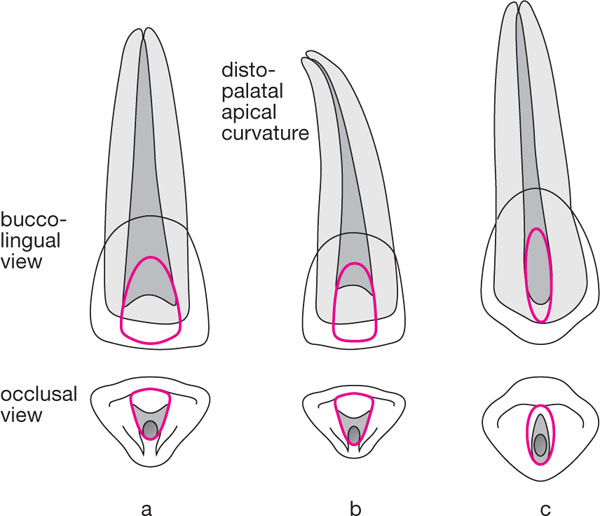 disto-
palatal
apical
curvature
bucco-
lingual
view
occlusal
view
a
b
c